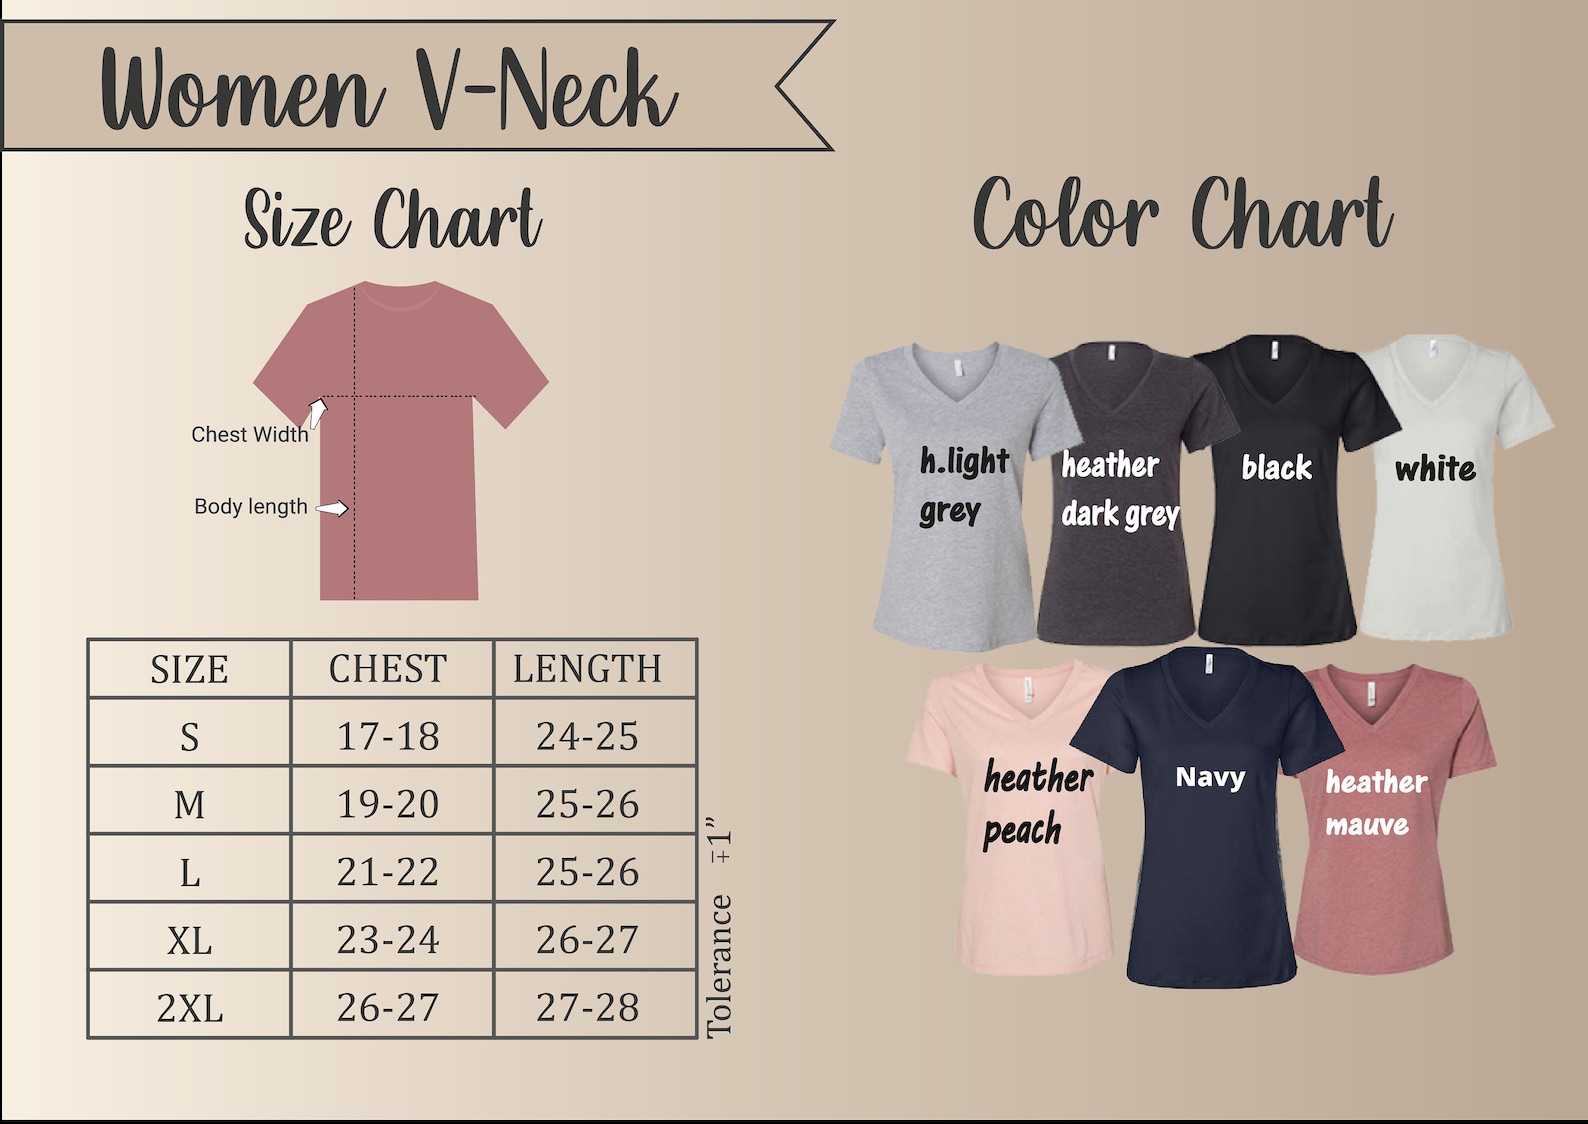 Women V-Neck
Size Chart
Chest Width
Body length
SIZE CHEST LENGTH
S 17-18 24-25
M 19-20 25-26
L 21-22 25-26
XL 23-24 26-27
2XL 26-27 27-28
Tolerance ∓1”
Color Chart
h.light
grey
heather
dark grey
black
white
heather
peach
Navy
heather
mauve